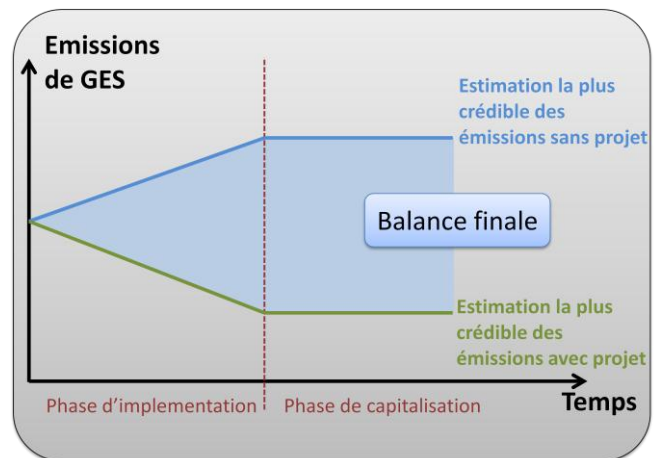 Emissions
de GES
Estimation la plus
crédible des
émissions sans projet
Balance finale
Estimation la plus
crédible des
émissions avec projet
Phase d'implementation
Phase de capitalisation
Temps